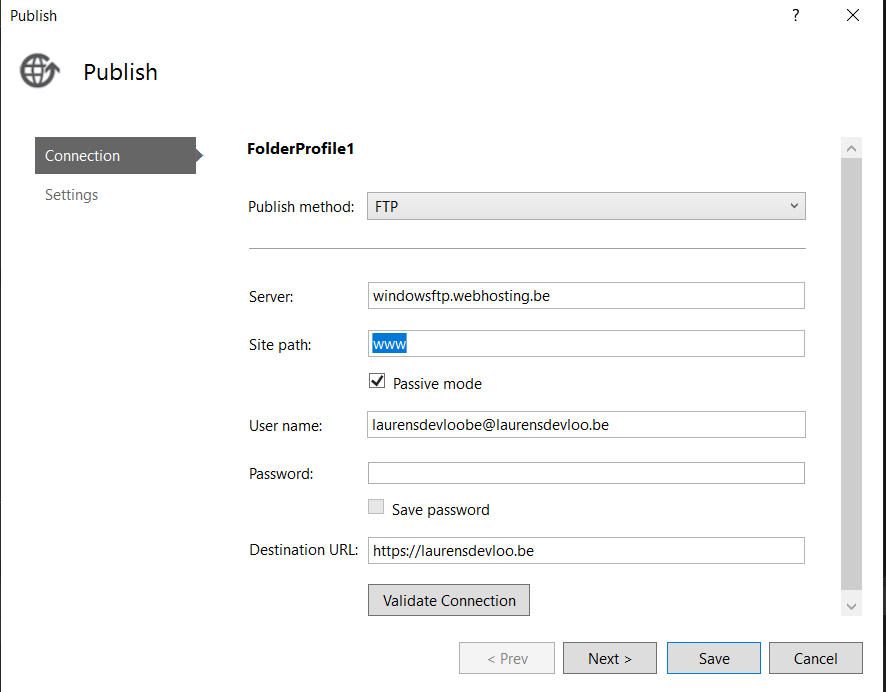 Publish
?
Publish
Connection
Settings
FolderProfile1
Publish method: FTP
Server: windowsftp.webhosting.be
Site path: www
Passive mode
User name: laurensdevloobe@laurensdevloo.be
Password:
Save password
Destination URL: https://laurensdevloo.be
Validate Connection
< Prev Next > Save Cancel